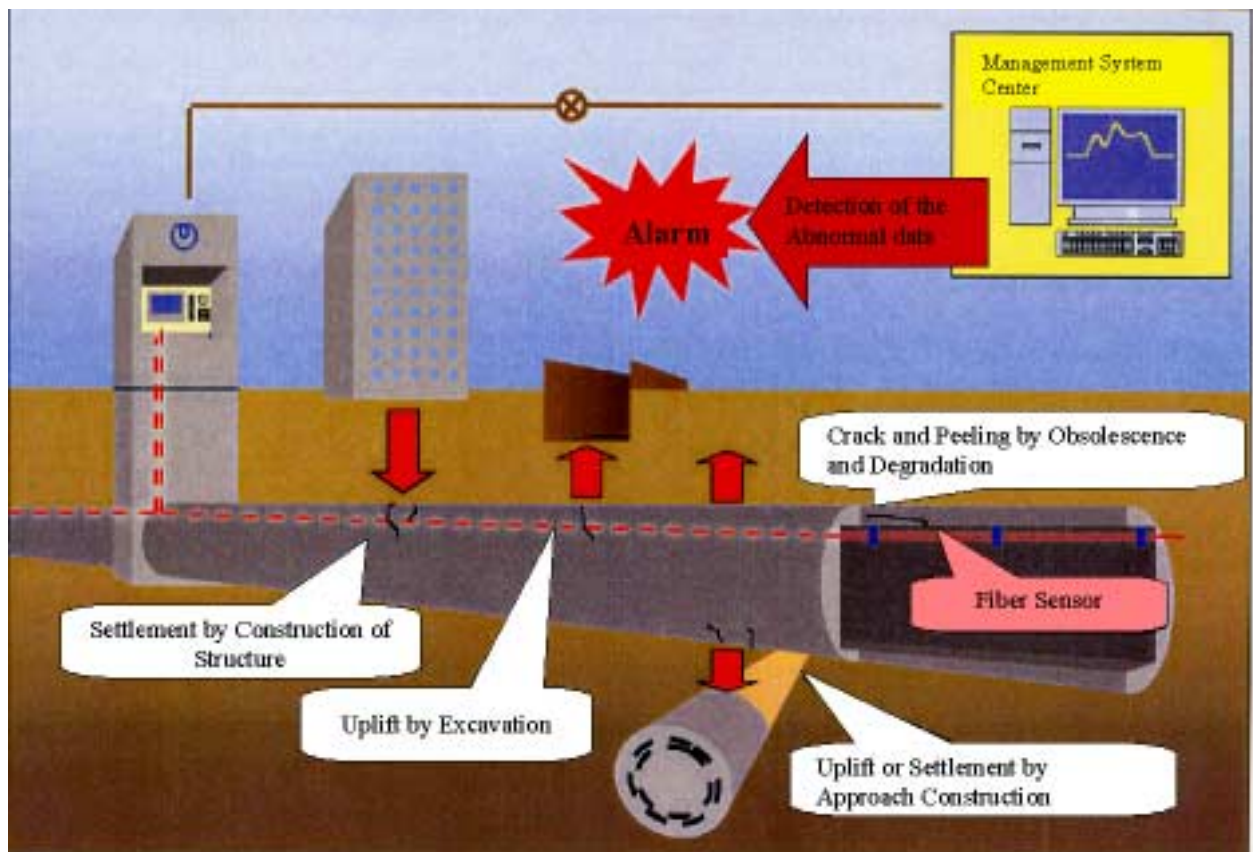 Management System
Center
Alarm
Detection of the
Abnormal data
Crack and Peeling by Obsolescence
and Degradation
Fiber Sensor
Settlement by Construction of
Structure
Uplift by Excavation
Uplift or Settlement by
Approach Construction